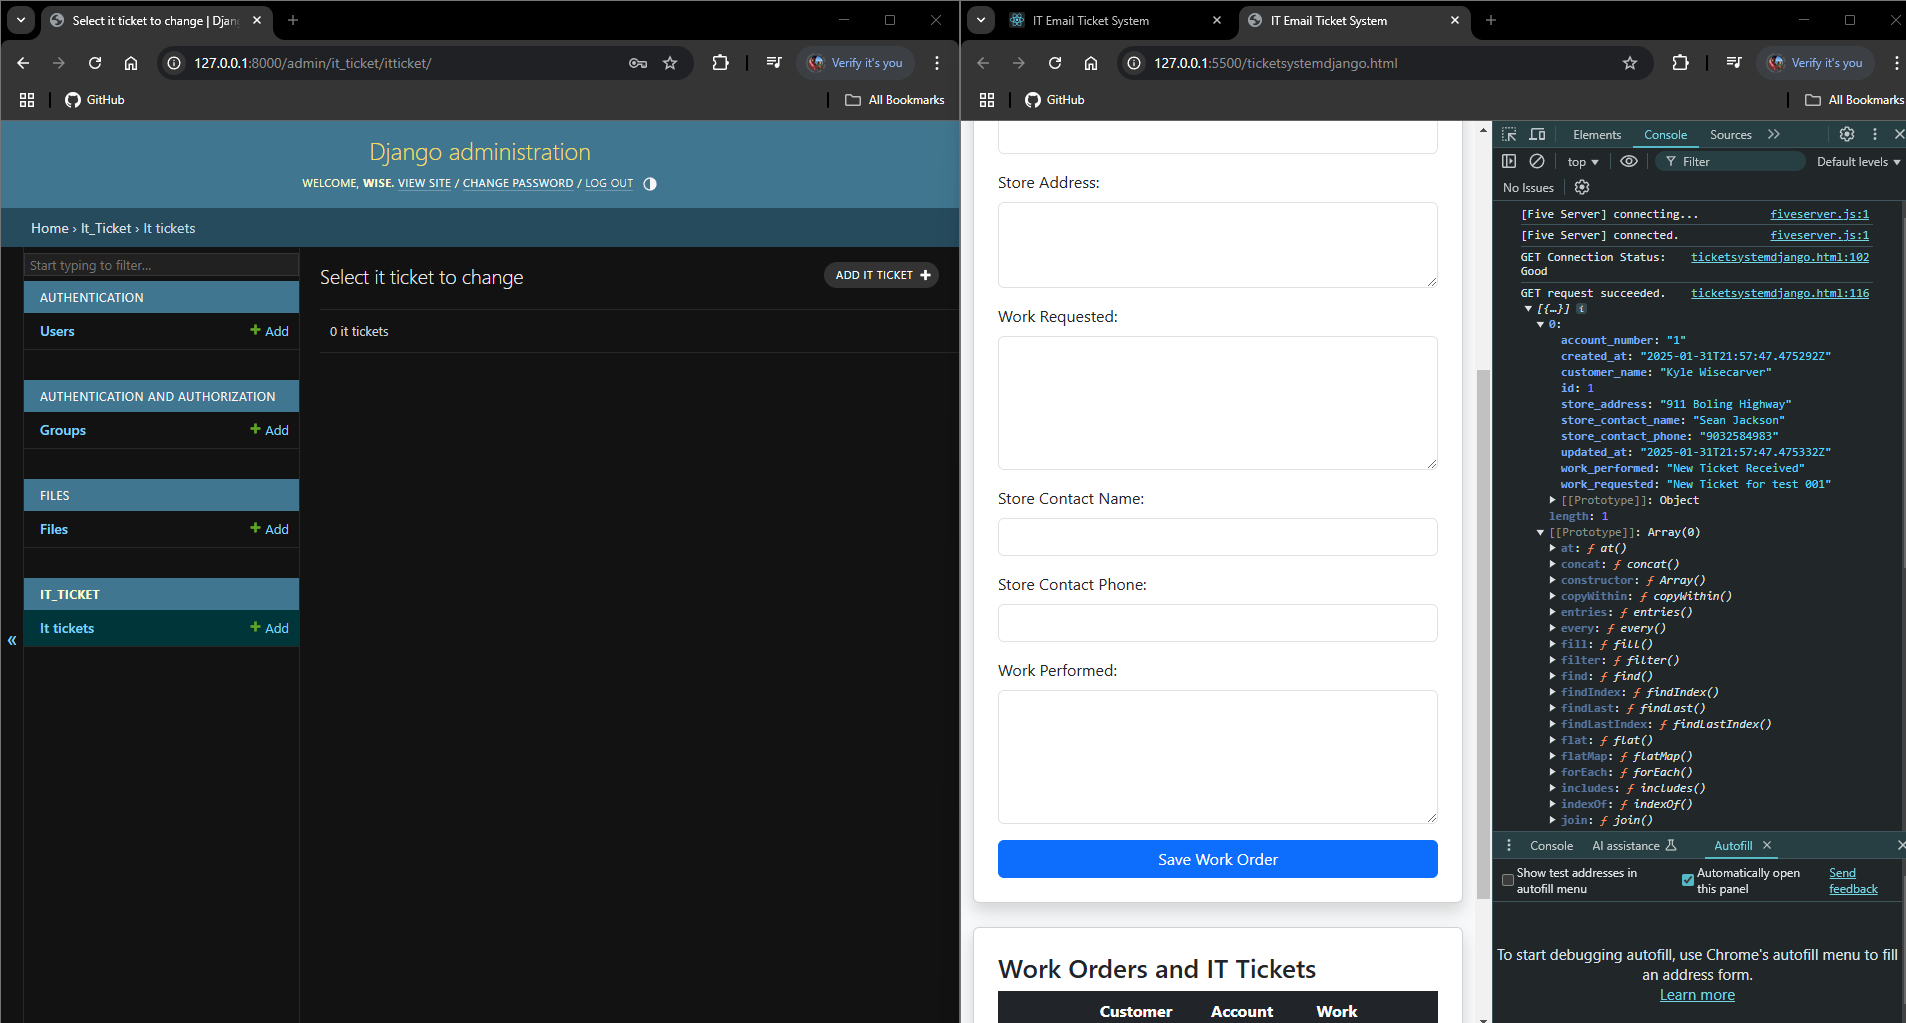 Select it ticket to change | Djan
127.0.0.1:8000/admin/it_ticket/itticket/
Verify it's you
GitHub
All Bookmarks
Django administration
WELCOME, WISE. VIEW SITE / CHANGE PASSWORD / LOG OUT
Home › It_Ticket › It tickets
Start typing to filter...
AUTHENTICATION
Users + Add
AUTHENTICATION AND AUTHORIZATION
Groups + Add
FILES
Files + Add
IT_TICKET
It tickets + Add
«
Select it ticket to change
ADD IT TICKET +
0 it tickets
IT Email Ticket System
IT Email Ticket System
127.0.0.1:5500/ticketsystemdjango.html
Verify it's you
GitHub
All Bookmarks
Store Address:
Work Requested:
Store Contact Name:
Store Contact Phone:
Work Performed:
Save Work Order
Work Orders and IT Tickets
Customer Account Work
Elements Console Sources
top Filter Default levels
No Issues
[Five Server] connecting... fiveserver.js:1
[Five Server] connected. fiveserver.js:1
GET Connection Status: ticketsystemdjango.html:102
Good
GET request succeeded. ticketsystemdjango.html:116
[{…}] i
0:
account_number: "1"
created_at: "2025-01-31T21:57:47.475292Z"
customer_name: "Kyle Wisecarver"
id: 1
store_address: "911 Boling Highway"
store_contact_name: "Sean Jackson"
store_contact_phone: "9032584983"
updated_at: "2025-01-31T21:57:47.475332Z"
work_performed: "New Ticket Received"
work_requested: "New Ticket for test 001"
[[Prototype]]: Object
length: 1
[[Prototype]]: Array(0)
at: ƒ at()
concat: ƒ concat()
constructor: ƒ Array()
copyWithin: ƒ copyWithin()
entries: ƒ entries()
every: ƒ every()
fill: ƒ fill()
filter: ƒ filter()
find: ƒ find()
findIndex: ƒ findIndex()
findLast: ƒ findLast()
findLastIndex: ƒ findLastIndex()
flat: ƒ flat()
flatMap: ƒ flatMap()
forEach: ƒ forEach()
includes: ƒ includes()
indexOf: ƒ indexOf()
join: ƒ join()
Console AI assistance Autofill
Show test addresses in
autofill menu
Automatically open
this panel
Send
feedback
To start debugging autofill, use Chrome's autofill menu to fill
an address form.
Learn more